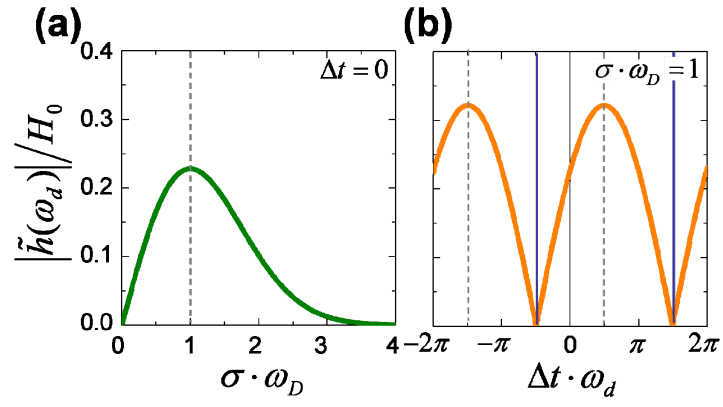 (a)
(b)
0.4
0.3
0.2
0.1
0.0
|h̃(ω_d)|/H_0
Δt = 0
0 1 2 3 4
σ · ω_D
σ · ω_D = 1
−2π −π 0 π 2π
Δt · ω_d